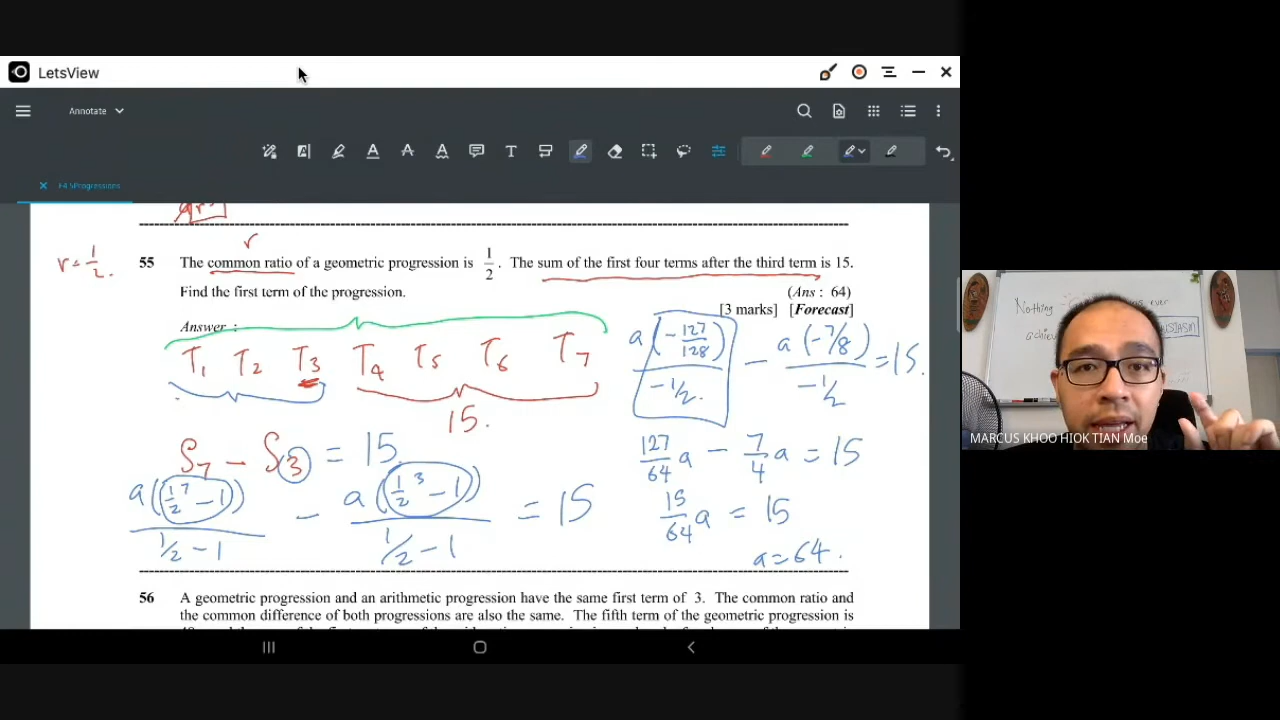 LetsView
Annotate
F4 5Progressions
r = 1/2.
r
55 The common ratio of a geometric progression is 1/2. The sum of the first four terms after the third term is 15.
Find the first term of the progression. (Ans : 64)
[3 marks] [Forecast]
Answer :
T1 T2 T3 T4 T5 T6 T7
15.
S7 - S3 = 15
a(1/2^7 - 1) / (1/2 - 1) - a(1/2^3 - 1) / (1/2 - 1) = 15
a(-127/128) / (-1/2) - a(-7/8) / (-1/2) = 15.
127/64 a - 7/4 a = 15
15/64 a = 15
a = 64.
56 A geometric progression and an arithmetic progression have the same first term of 3. The common ratio and
the common difference of both progressions are also the same. The fifth term of the geometric progression is
Nothing
ever
achie
USIASM
MARCUS KHOO HIOK TIAN Moe